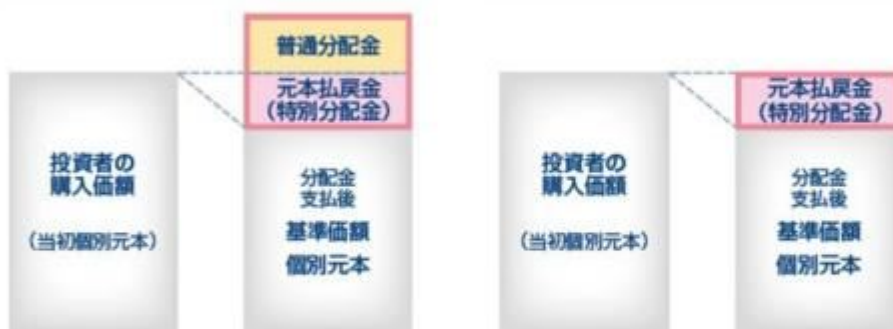 普通分配金
元本払戻金
(特別分配金)
投資者の
購入価額
(当初個別元本)
分配金
支払後
基準価額
個別元本
元本払戻金
(特別分配金)
投資者の
購入価額
(当初個別元本)
分配金
支払後
基準価額
個別元本